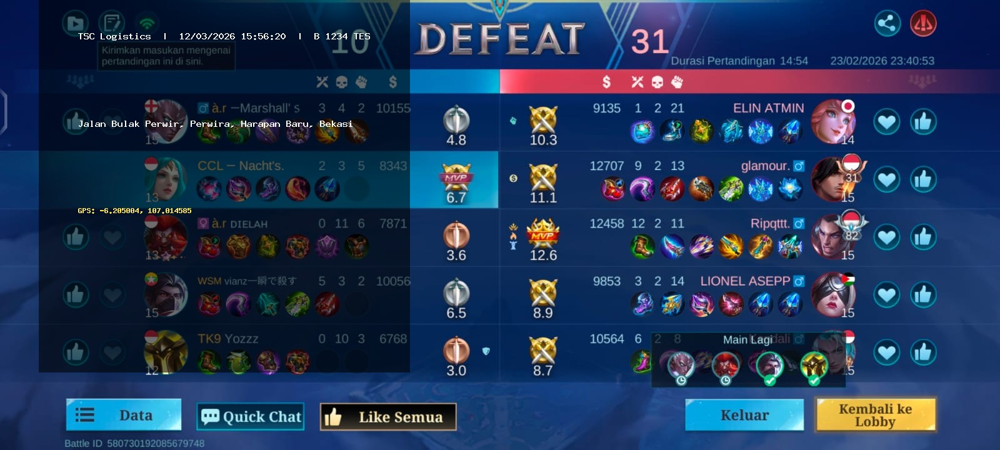 TSC Logistics | 12/03/2026 15:56:20 | B 1234 TES
10 DEFEAT 31
Kirimkan masukan mengenai
pertandingan ini di sini.
Durasi Pertandingan 14:54 23/02/2026 23:40:53
$ $
à.r —Marshall' s 3 4 2 10155
15
4.8
10.3
9135 1 2 21 ELIN ATMIN
14
Jalan Bulak Perwir, Perwira, Harapan Baru, Bekasi
CCL — Nacht's. 2 3 5 8343
13
MVP
6.7
11.1
12707 9 2 13 glamour.
31
15
GPS: -6.205004, 107.014585
à.r DIELAH 0 11 6 7871
13
3.6
MVP
12.6
12458 12 2 11 Ripqttt.
82
15
WSM vianz一瞬で殺す 5 3 2 10056
15
6.5
8.9
9853 3 2 14 LIONEL ASEPP
15
TK9 Yozzz 0 10 3 6768
12
3.0
8.7
10564 6 2 8
15
Main Lagi
Data Quick Chat Like Semua Keluar Kembali ke
Lobby
Battle ID 580730192085679748